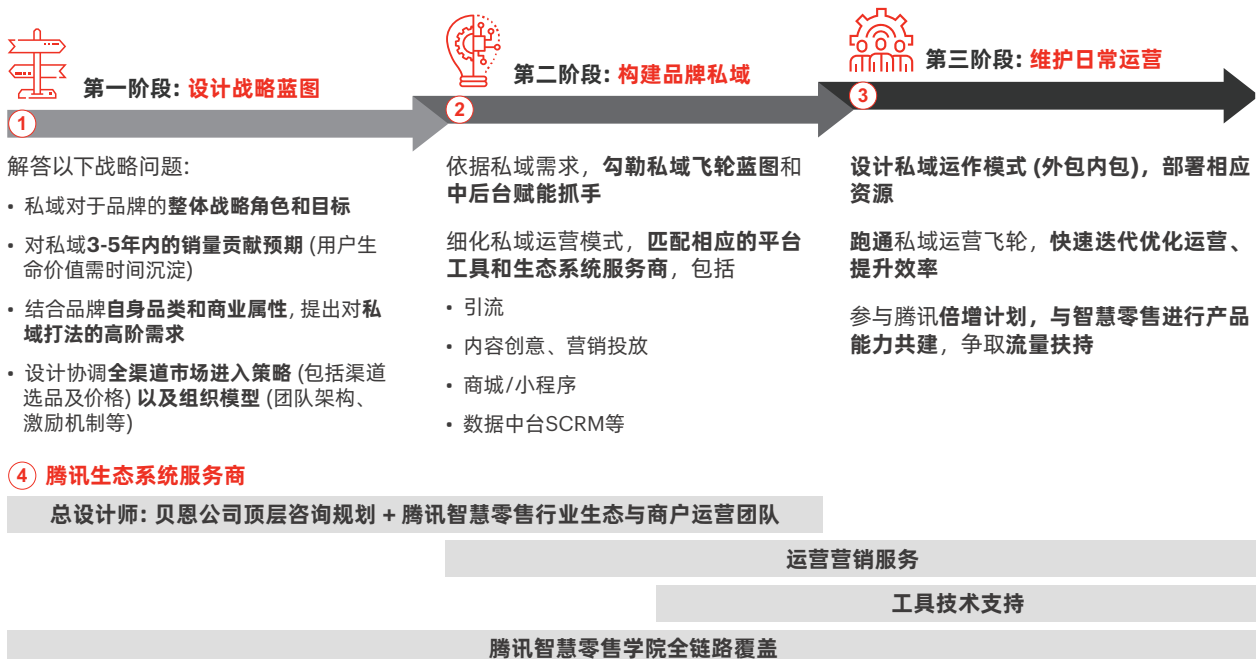 第一阶段: 设计战略蓝图
1
解答以下战略问题:
• 私域对于品牌的整体战略角色和目标
• 对私域3-5年内的销量贡献预期 (用户生
命价值需时间沉淀)
• 结合品牌自身品类和商业属性, 提出对私
域打法的高阶需求
• 设计协调全渠道市场进入策略 (包括渠道
选品及价格) 以及组织模型 (团队架构、
激励机制等)
第二阶段: 构建品牌私域
2
依据私域需求，勾勒私域飞轮蓝图和
中后台赋能抓手
细化私域运营模式，匹配相应的平台
工具和生态系统服务商，包括
• 引流
• 内容创意、营销投放
• 商城/小程序
• 数据中台SCRM等
第三阶段: 维护日常运营
3
设计私域运作模式 (外包内包)，部署相应
资源
跑通私域运营飞轮，快速迭代优化运营、
提升效率
参与腾讯倍增计划，与智慧零售进行产品
能力共建，争取流量扶持
4 腾讯生态系统服务商
总设计师: 贝恩公司顶层咨询规划 + 腾讯智慧零售行业生态与商户运营团队
运营营销服务
工具技术支持
腾讯智慧零售学院全链路覆盖